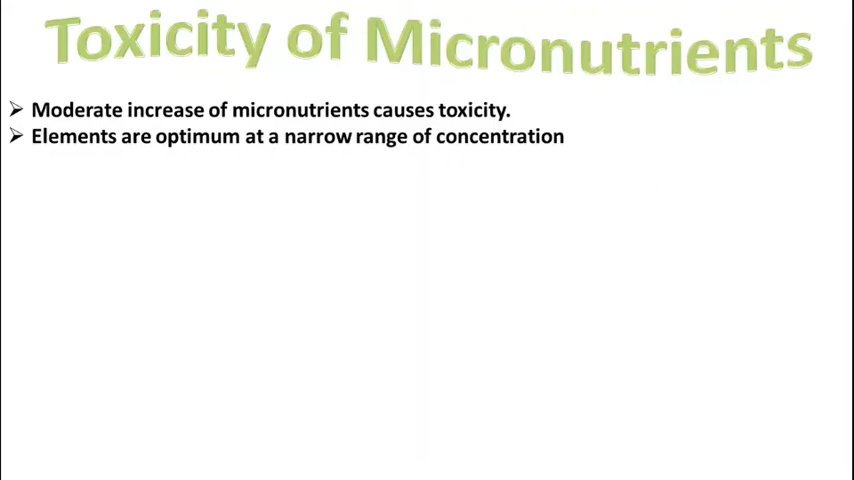 Toxicity of Micronutrients
➢ Moderate increase of micronutrients causes toxicity.
➢ Elements are optimum at a narrow range of concentration